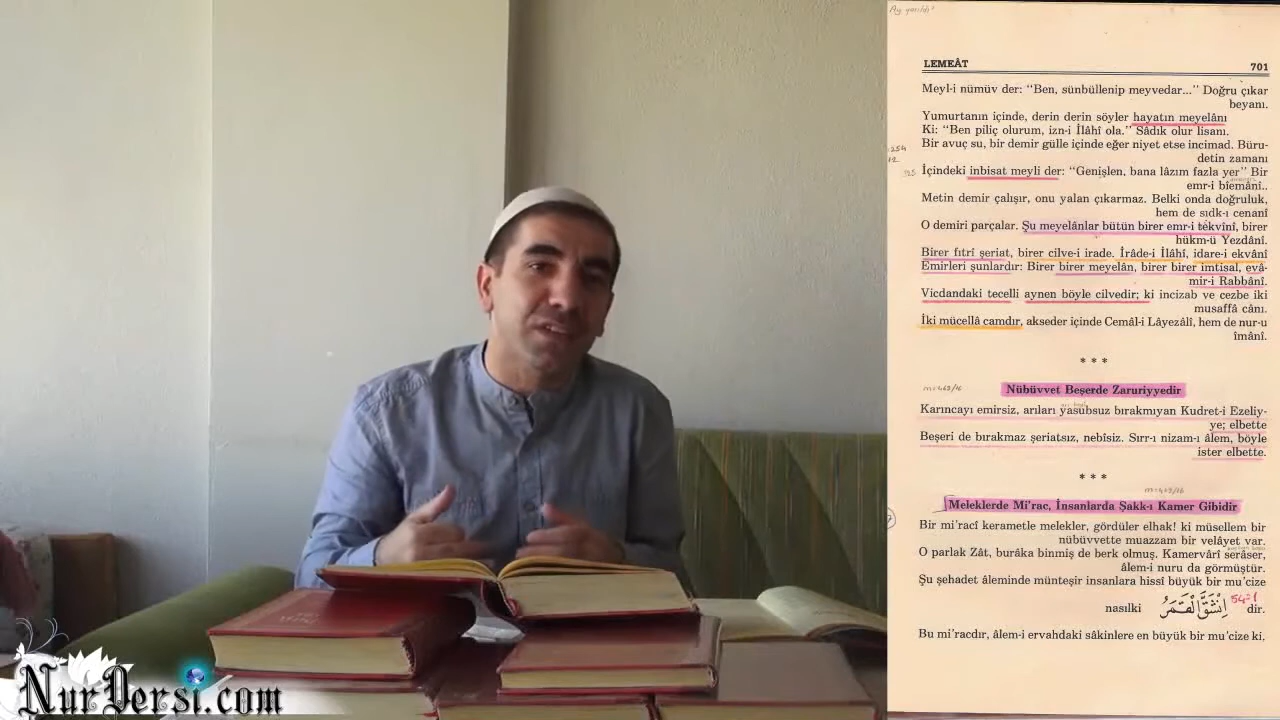 Ay yarıldı
LEMEÂT 701
Meyl-i nümüv der: “Ben, sünbüllenip meyvedar...” Doğru çıkar
beyanı.
Yumurtanın içinde, derin derin söyler hayatın meyelânı
Ki: “Ben piliç olurum, izn-i İlâhî ola.” Sâdık olur lisanı.
Bir avuç su, bir demir gülle içinde eğer niyet etse incimad. Büru-
detin zamanı
İçindeki inbisat meyli der: “Genişlen, bana lâzım fazla yer” Bir
emr-i bîemânî..
Metin demir çalışır, onu yalan çıkarmaz. Belki onda doğruluk,
hem de sıdk-ı cenanî
O demiri parçalar. Şu meyelânlar bütün birer emr-i tekvînî, birer
hükm-ü Yezdânî.
Birer fıtrî şeriat, birer cilve-i irade. İrâde-i İlâhî, idare-i ekvânî
Emirleri şunlardır: Birer birer meyelân, birer birer imtisal, evâ-
mir-i Rabbânî.
Vicdandaki tecelli aynen böyle cilvedir; ki incizab ve cezbe iki
musaffâ cânı.
İki mücellâ camdır, akseder içinde Cemâl-i Lâyezâlî, hem de nur-u
îmânî.
* * *
Nübüvvet Beşerde Zaruriyyedir
Karıncayı emirsiz, arıları yasubsuz bırakmıyan Kudret-i Ezeliy-
ye; elbette
Beşeri de bırakmaz şeriatsız, nebîsiz. Sırr-ı nizam-ı âlem, böyle
ister elbette.
* * *
Meleklerde Mi'rac, İnsanlarda Şakk-ı Kamer Gibidir
Bir mi'racî kerametle melekler, gördüler elhak! ki müsellem bir
nübüvvette muazzam bir velâyet var.
O parlak Zât, burâka binmiş de berk olmuş. Kamervârî serâser,
âlem-i nuru da görmüştür.
Şu şehadet âleminde münteşir insanlara hissî büyük bir mu'cize
54:1
nasılki اِنْشَقَّ الْقَمَرُ dir.
Bu mi'racdır, âlem-i ervahdaki sâkinlere en büyük bir mu'cize ki.
NurDersi.com